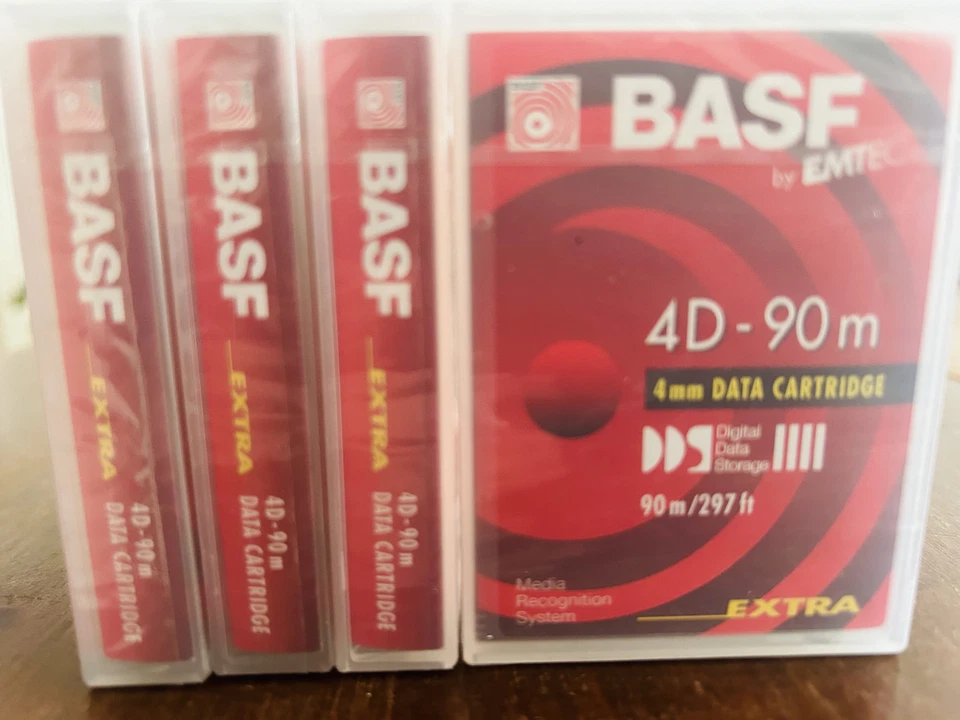 BASF
EXTRA
4D-90m
DATA CARTRIDGE
BASF
EXTRA
4D-90m
DATA CARTRIDGE
BASF
EXTRA
4D-90m
DATA CARTRIDGE
BASF
by EMTEC
4D-90m
4mm DATA CARTRIDGE
DDS Digital
Data
Storage
90m/297ft
Media
Recognition
System
EXTRA